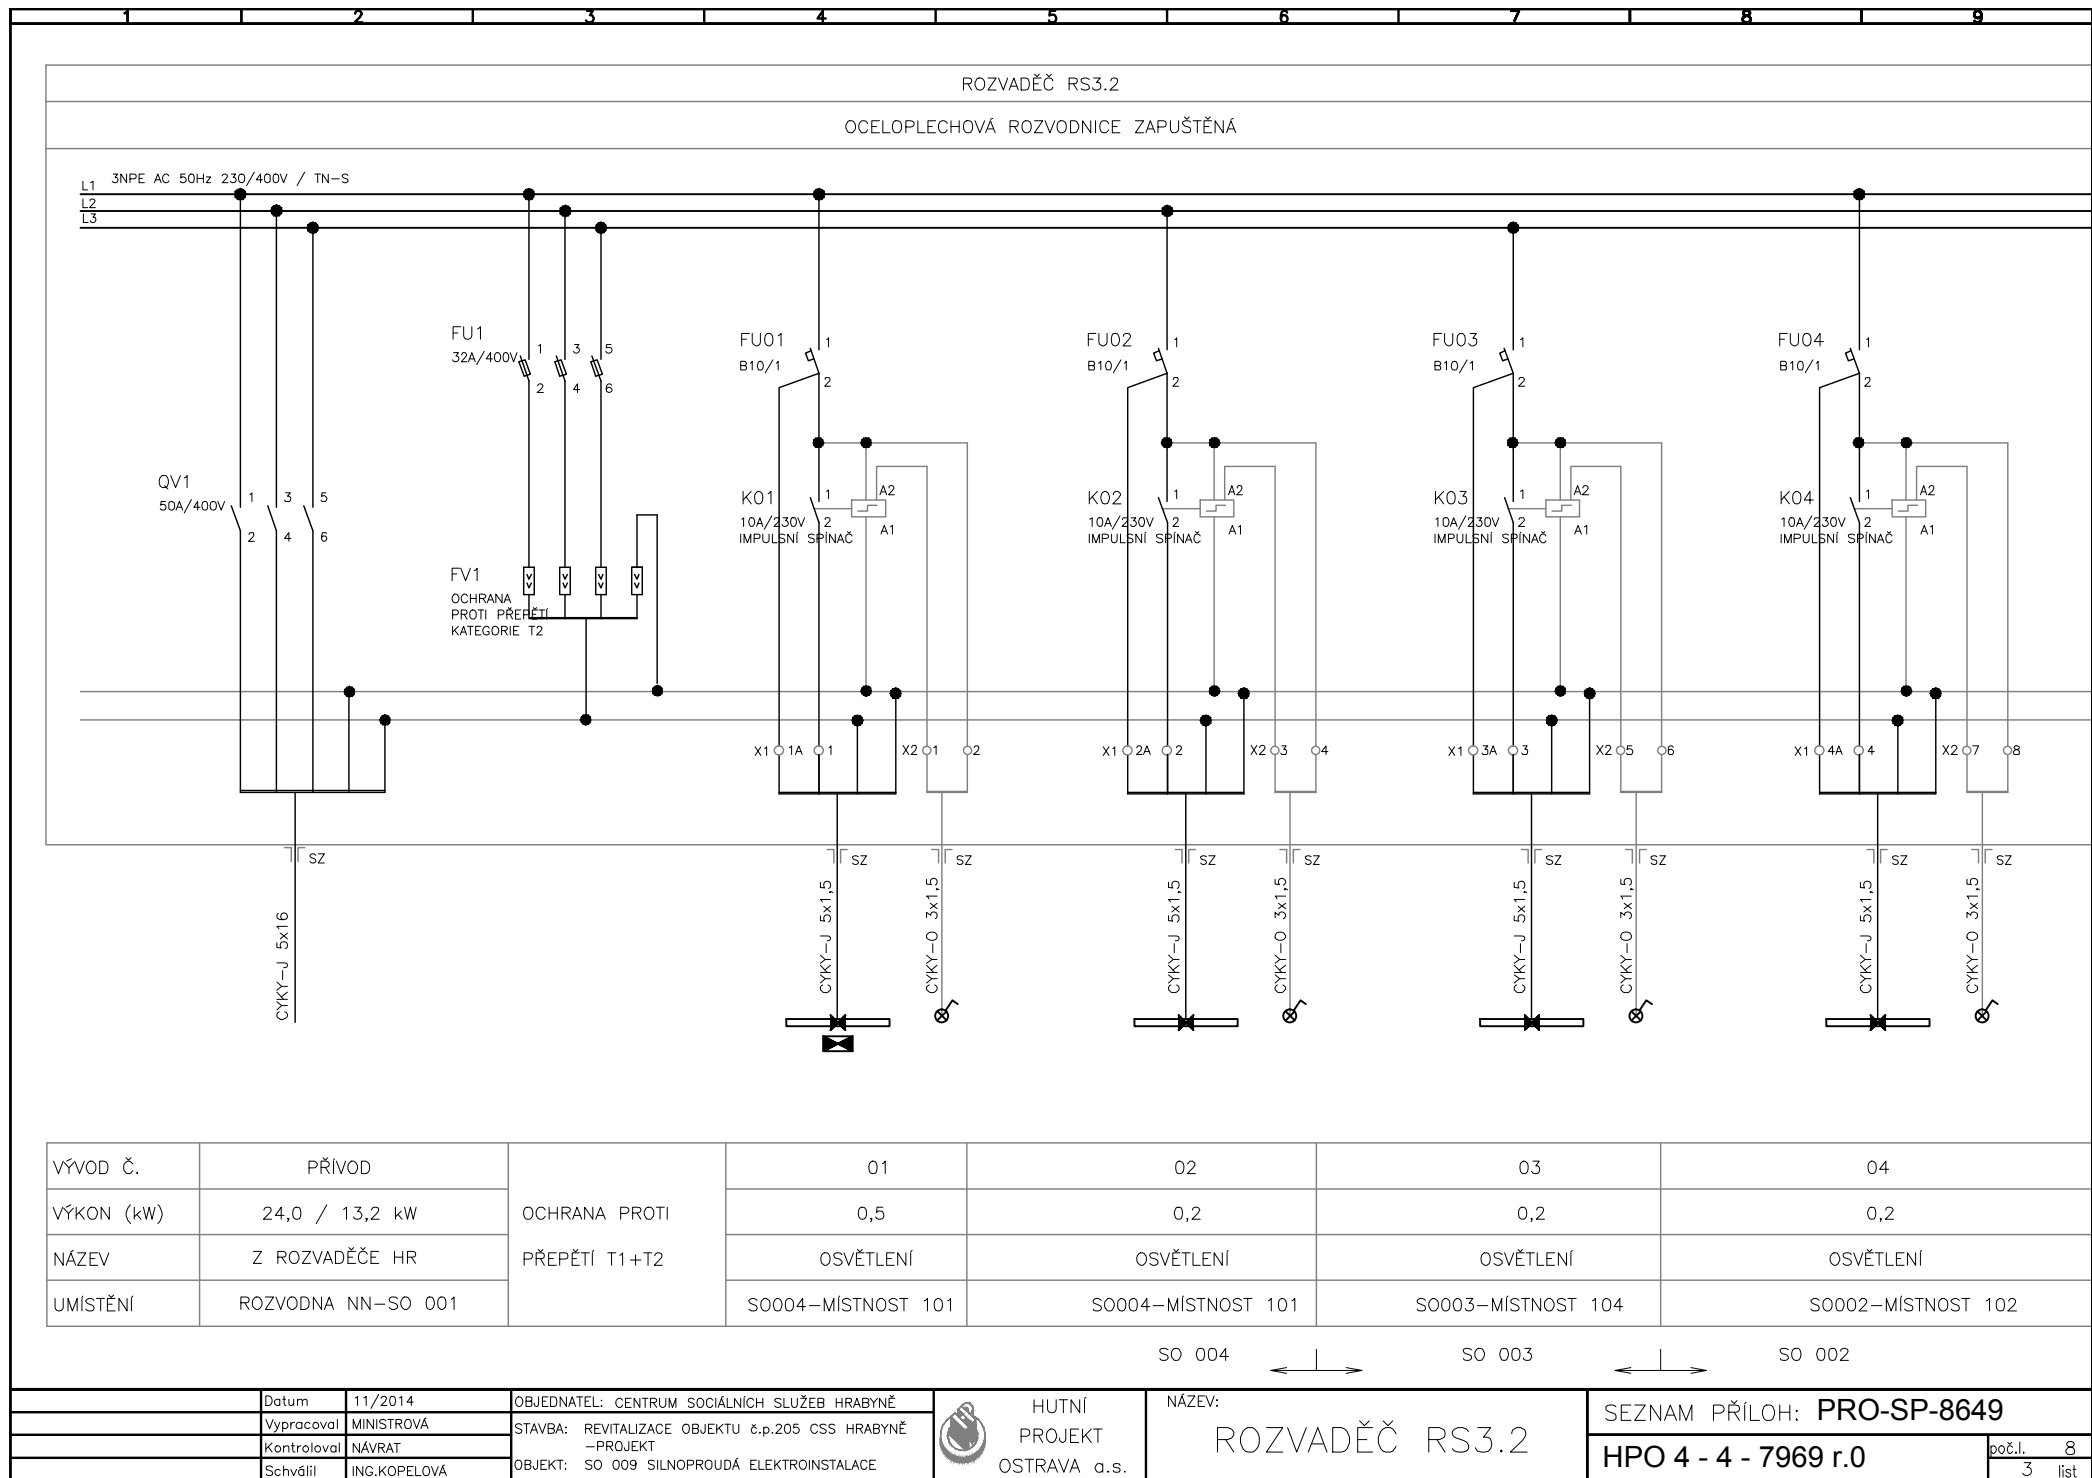 1 2 3 4 5 6 7 8 9
ROZVADĚČ RS3.2
OCELOPLECHOVÁ ROZVODNICE ZAPUŠTĚNÁ
3NPE AC 50Hz 230/400V / TN-S
L1
L2
L3
QV1
50A/400V
1 3 5
2 4 6
FU1
32A/400V
1 3 5
2 4 6
FV1
OCHRANA
PROTI PŘEPĚTÍ
KATEGORIE T2
FU01
B10/1
1
2
K01
10A/230V
IMPULSNÍ SPÍNAČ
1
2
A2
A1
X1 1A 1 X2 1 2
FU02
B10/1
1
2
K02
10A/230V
IMPULSNÍ SPÍNAČ
1
2
A2
A1
X1 2A 2 X2 3 4
FU03
B10/1
1
2
K03
10A/230V
IMPULSNÍ SPÍNAČ
1
2
A2
A1
X1 3A 3 X2 5 6
FU04
B10/1
1
2
K04
10A/230V
IMPULSNÍ SPÍNAČ
1
2
A2
A1
X1 4A 4 X2 7 8
SZ SZ SZ SZ SZ SZ SZ SZ SZ
CYKY-J 5x16
CYKY-J 5x1,5
CYKY-O 3x1,5
CYKY-J 5x1,5
CYKY-O 3x1,5
CYKY-J 5x1,5
CYKY-O 3x1,5
CYKY-J 5x1,5
CYKY-O 3x1,5
VÝVOD Č. PŘÍVOD 01 02 03 04
VÝKON (kW) 24,0 / 13,2 kW OCHRANA PROTI 0,5 0,2 0,2 0,2
NÁZEV Z ROZVADĚČE HR PŘEPĚTÍ T1+T2 OSVĚTLENÍ OSVĚTLENÍ OSVĚTLENÍ OSVĚTLENÍ
UMÍSTĚNÍ ROZVODNA NN-SO 001 SO004-MÍSTNOST 101 SO004-MÍSTNOST 101 SO003-MÍSTNOST 104 SO002-MÍSTNOST 102
SO 004 SO 003 SO 002
Datum 11/2014
Vypracoval MINISTROVÁ
Kontroloval NÁVRAT
Schválil ING.KOPELOVÁ
OBJEDNATEL: CENTRUM SOCIÁLNÍCH SLUŽEB HRABYNĚ
STAVBA: REVITALIZACE OBJEKTU č.p.205 CSS HRABYNĚ
-PROJEKT
OBJEKT: SO 009 SILNOPROUDÁ ELEKTROINSTALACE
HP
HUTNÍ
PROJEKT
OSTRAVA a.s.
NÁZEV:
ROZVADĚČ RS3.2
SEZNAM PŘÍLOH: PRO-SP-8649
HPO 4 - 4 - 7969 r.0
poč.l. 8
3 list